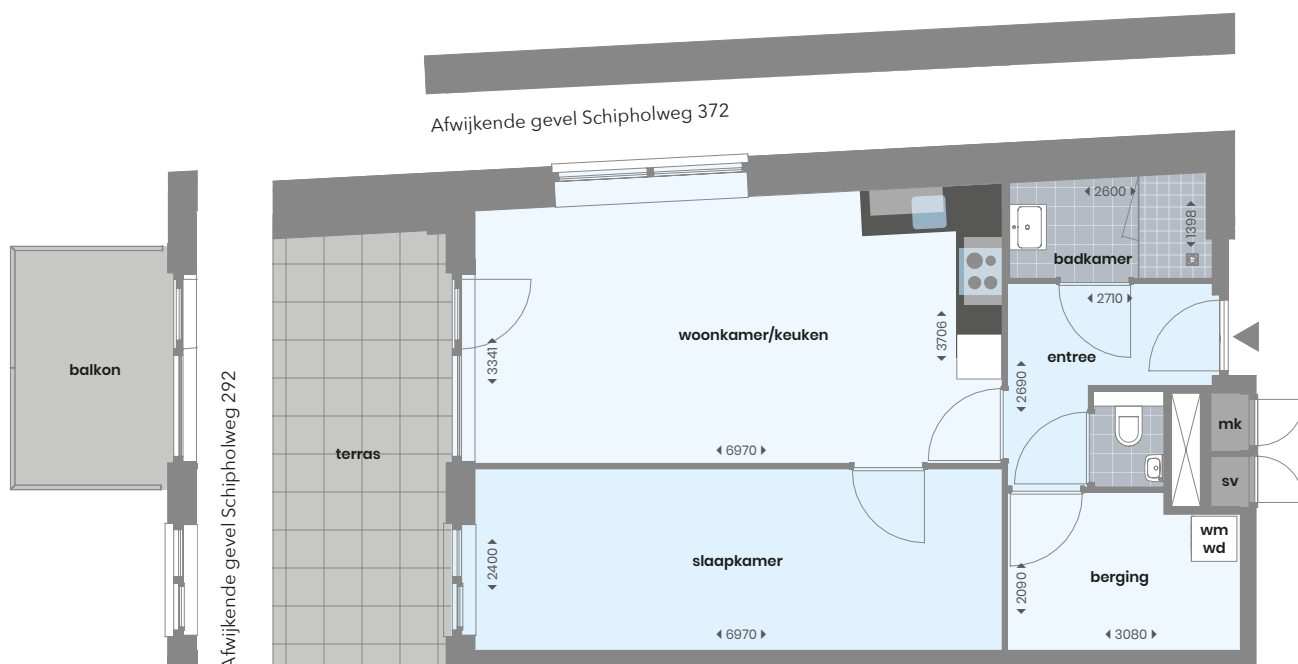 Afwijkende gevel Schipholweg 372
2600
1398
badkamer
2710
woonkamer/keuken
3341
3706
entree
2690
balkon
Afwijkende gevel Schipholweg 292
terras
6970
mk
sv
wm
wd
slaapkamer
2400
berging
2090
6970
3080